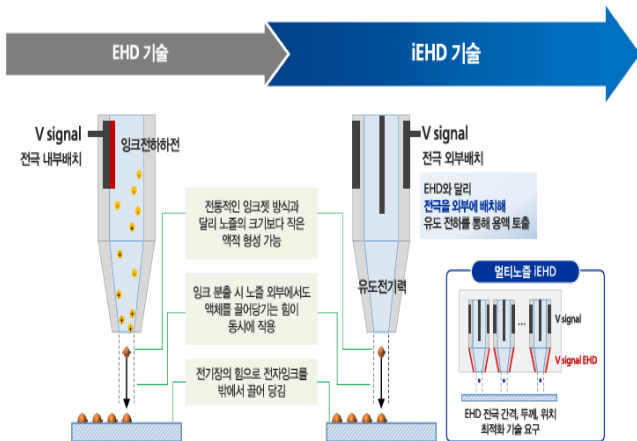 EHD 기술
iEHD 기술
V signal
전극 내부배치
잉크전하하전
전통적인 잉크젯 방식과
달리 노즐의 크기보다 작은
액적 형성 가능
잉크 분출 시 노즐 외부에서도
액체를 끌어당기는 힘이
동시에 작용
전기장의 힘으로 전자잉크를
밖에서 끌어 당김
V signal
전극 외부배치
EHD와 달리
전극을 외부에 배치해
유도 전하를 통해 용액 토출
유도전기력
멀티노즐 iEHD
...
V signal
V signal EHD
EHD 전극 간격, 두께, 위치
최적화 기술 요구